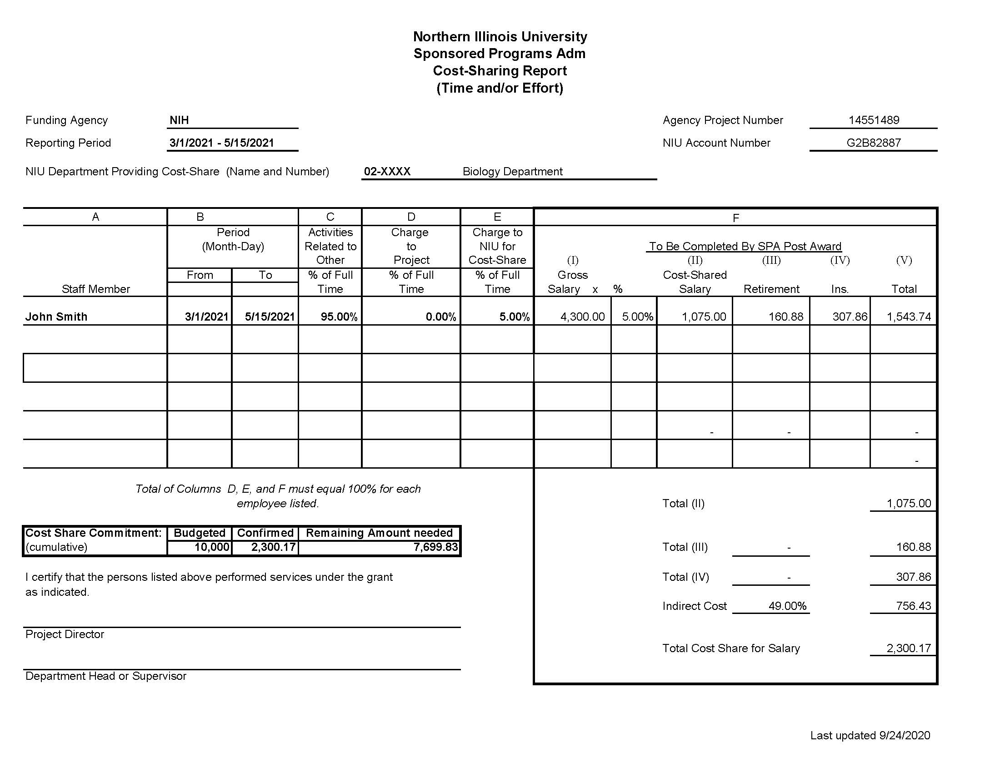 Northern Illinois University
Sponsored Programs Adm
Cost-Sharing Report
(Time and/or Effort)
Funding Agency NIH Agency Project Number 14551489
Reporting Period 3/1/2021 - 5/15/2021 NIU Account Number G2B82887
NIU Department Providing Cost-Share (Name and Number) 02-XXXX Biology Department
A B C D E F
Period Activities Charge Charge to
(Month-Day) Related to to NIU for To Be Completed By SPA Post Award
Other Project Cost-Share (I) (II) (III) (IV) (V)
From To % of Full % of Full % of Full Gross Cost-Shared
Staff Member Time Time Time Salary x % Salary Retirement Ins. Total
John Smith 3/1/2021 5/15/2021 95.00% 0.00% 5.00% 4,300.00 5.00% 1,075.00 160.88 307.86 1,543.74
- - -
-
Total of Columns D, E, and F must equal 100% for each
employee listed.
Total (II) 1,075.00
Cost Share Commitment: Budgeted Confirmed Remaining Amount needed
(cumulative) 10,000 2,300.17 7,699.83
Total (III) - 160.88
I certify that the persons listed above performed services under the grant
as indicated.
Total (IV) - 307.86
Indirect Cost 49.00% 756.43
Project Director
Total Cost Share for Salary 2,300.17
Department Head or Supervisor
Last updated 9/24/2020